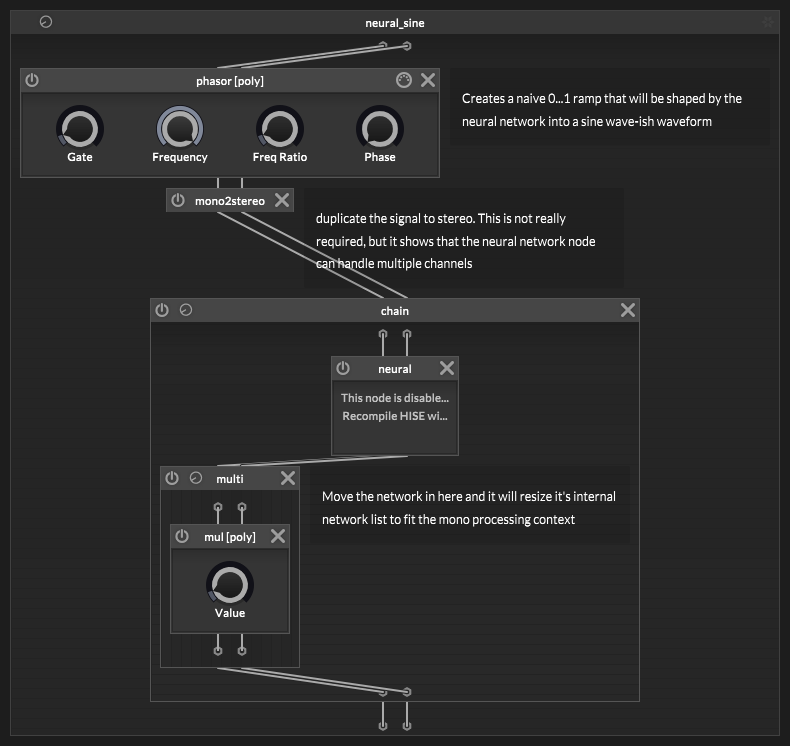 neural_sine
phasor [poly]
Gate
Frequency
Freq Ratio
Phase
Creates a naive 0...1 ramp that will be shaped by the
neural network into a sine wave-ish waveform
mono2stereo
duplicate the signal to stereo. This is not really
required, but it shows that the neural network node
can handle multiple channels
chain
neural
This node is disable...
Recompile HISE wi...
multi
Move the network in here and it will resize it's internal
network list to fit the mono processing context
mul [poly]
Value